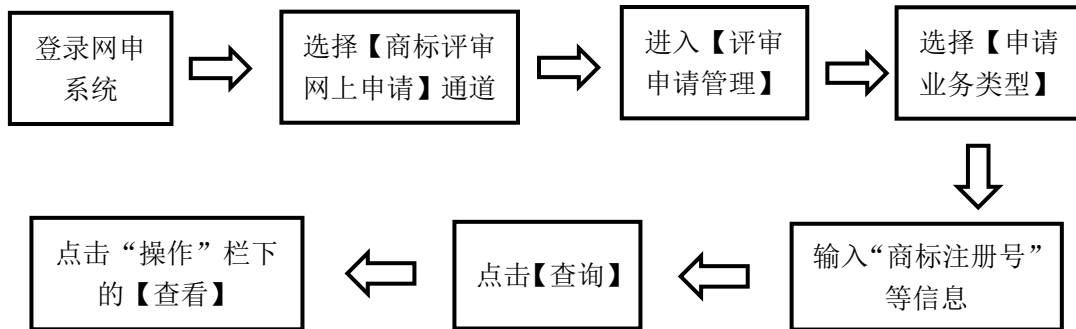 登录网申
系统
选择【商标评审
网上申请】通道
进入【评审
申请管理】
选择【申请
业务类型】
输入“商标注册号”
等信息
点击【查询】
点击“操作”栏下
的【查看】